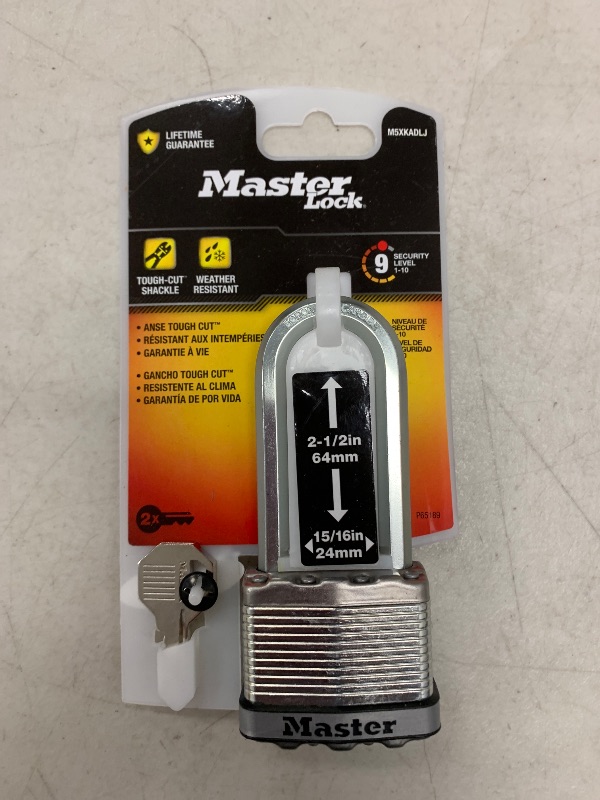 LIFETIME
GUARANTEE
M5XKADLJ
Master
Lock
TOUGH-CUT™
SHACKLE
WEATHER
RESISTANT
9
SECURITY
LEVEL
1-10
• ANSE TOUGH CUT™
• RÉSISTANT AUX INTEMPÉRIES
• GARANTIE À VIE
• GANCHO TOUGH CUT™
• RESISTENTE AL CLIMA
• GARANTÍA DE POR VIDA
NIVEAU DE
SÉCURITÉ
2-1/2in
64mm
15/16in
24mm
2x
Master